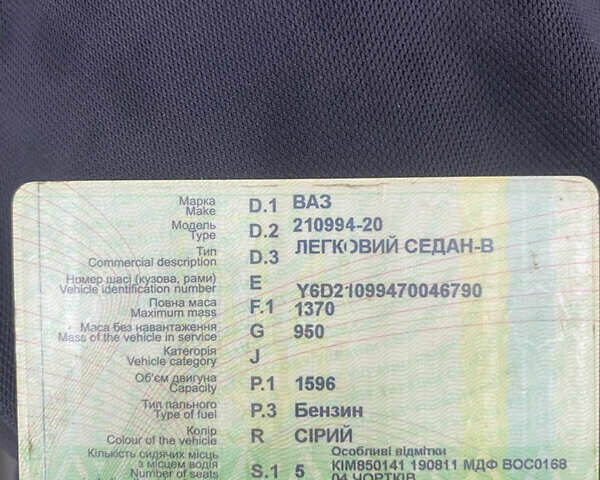 Марка
Make D.1 ВАЗ
Модель
Type D.2 210994-20
Тип
Commercial description D.3 ЛЕГКОВИЙ СЕДАН-В
Номер шасі (кузова, рами)
Vehicle identification number E Y6D21099470046790
Повна маса
Maximum mass F.1 1370
Маса без навантаження
Mass of the vehicle in service G 950
Категорія
Vehicle category J
Об'єм двигуна
Capacity P.1 1596
Тип пального
Type of fuel P.3 Бензин
Колір
Colour of the vehicle R СІРИЙ
Кількість сидячих місць
з місцем водія
Number of seats S.1 5
Особливі відмітки
КІМ850141 190811 МДФ ВОС0168
04 ЧОРТКІВ